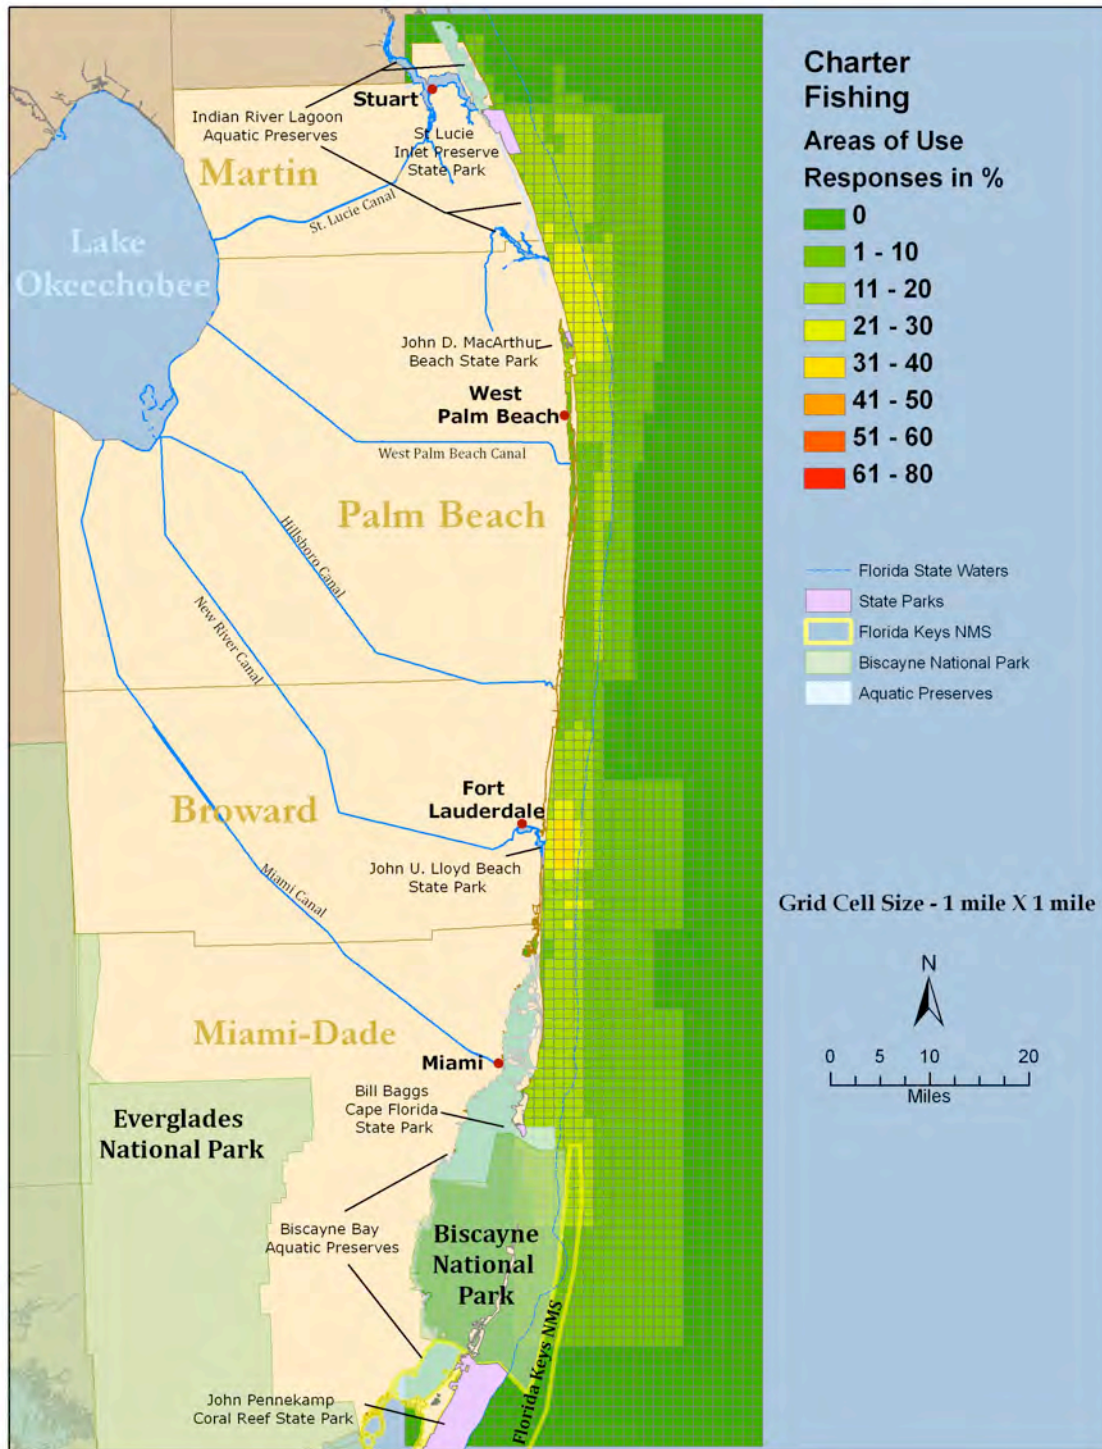 Charter
Fishing
Areas of Use
Responses in %
0
1 - 10
11 - 20
21 - 30
31 - 40
41 - 50
51 - 60
61 - 80
Florida State Waters
State Parks
Florida Keys NMS
Biscayne National Park
Aquatic Preserves
Grid Cell Size - 1 mile X 1 mile
N
0 5 10 20
Miles
Stuart
Indian River Lagoon
Aquatic Preserves
St Lucie
Inlet Preserve
State Park
Martin
St. Lucie Canal
Lake
Okeechobee
John D. MacArthur
Beach State Park
West
Palm Beach
West Palm Beach Canal
Palm Beach
Hillsboro Canal
New River Canal
Fort
Lauderdale
Broward
John U. Lloyd Beach
State Park
Miami Canal
Miami-Dade
Miami
Bill Baggs
Cape Florida
State Park
Everglades
National Park
Biscayne Bay
Aquatic Preserves
Biscayne
National
Park
Florida Keys NMS
John Pennekamp
Coral Reef State Park